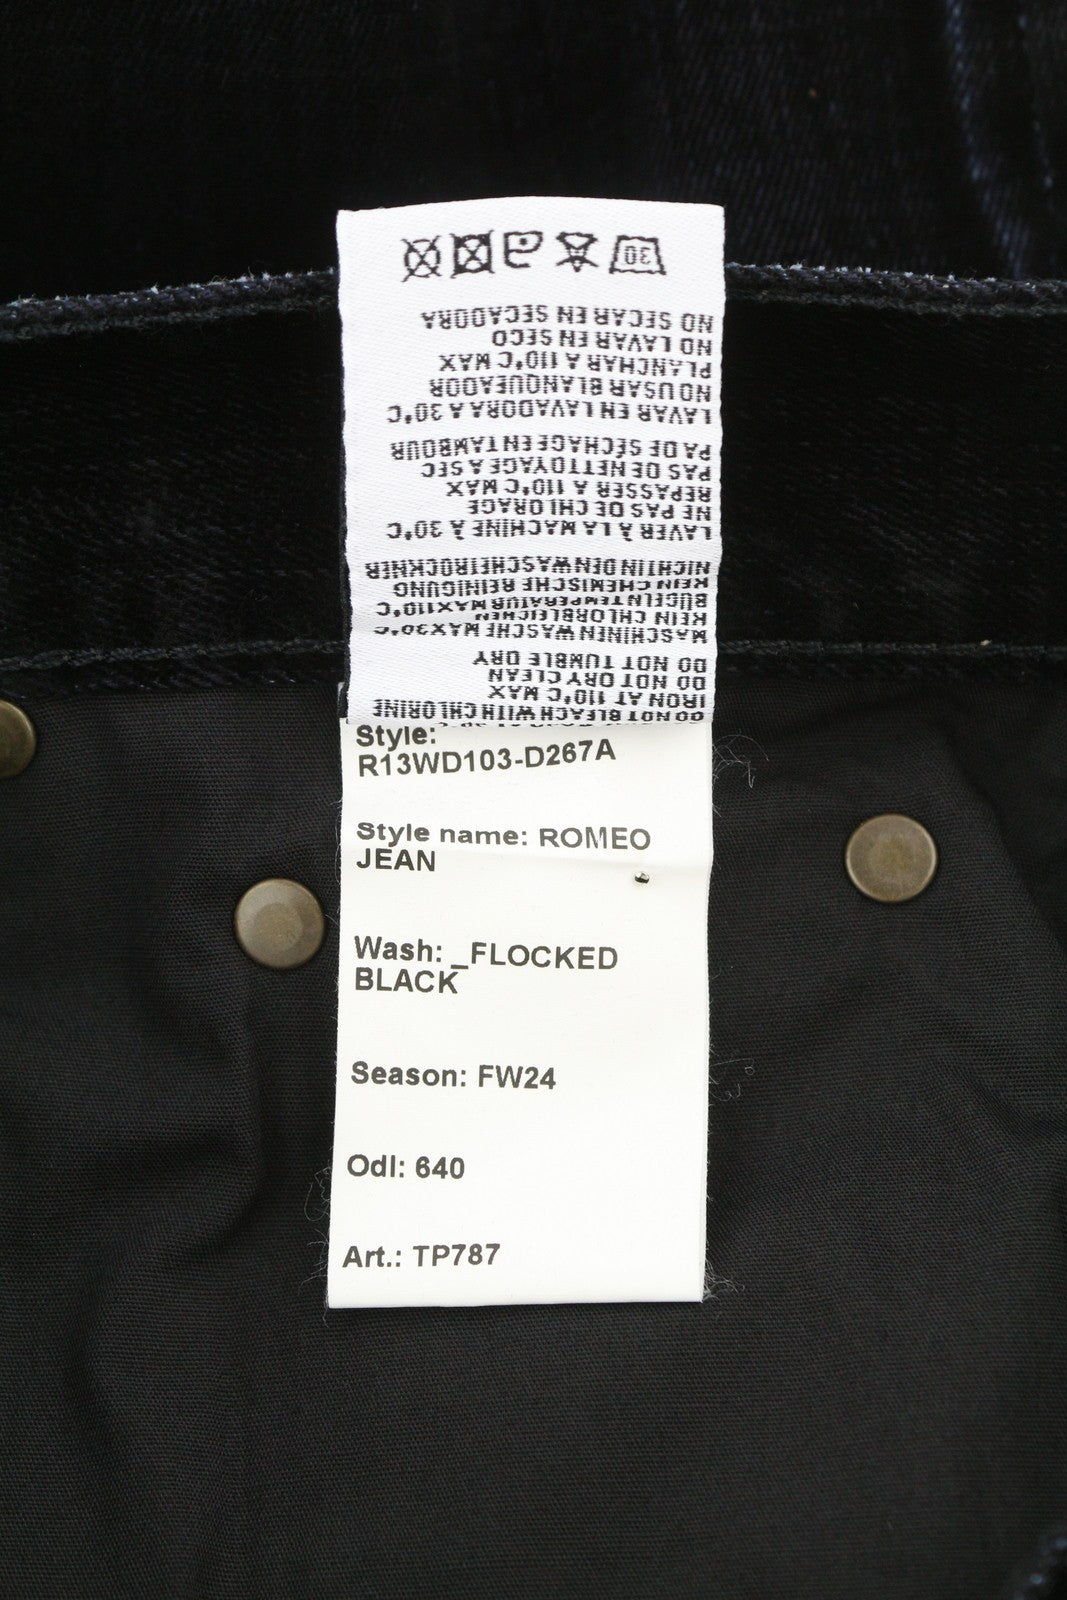 DO NOT BLEACH WITH CHLORINE
IRON AT 110°C MAX
DO NOT DRY CLEAN
DO NOT TUMBLE DRY
MASCHINEN WASCHE MAX 30°C
KEIN CHLORBLEICHEN
BUGELN TEMPERATUR MAX 110°C
KEIN CHEMISCHE REINIGUNG
NICHT IN DEN WASCHETROCKNER
LAVER À LA MACHINE À 30°C
NE PAS DE CHLORAGE
REPASSER A 110°C MAX
PAS DE NETTOYAGE A SEC
PA DE SÉCHAGE EN TAMBOUR
LAVAR EN LAVADORA A 30°C
NO USAR BLANQUEADOR
PLANCHAR A 110°C MAX
NO LAVAR EN SECO
NO SECAR EN SECADORA
30
Style:
R13WD103-D267A
Style name: ROMEO
JEAN
Wash: _FLOCKED
BLACK
Season: FW24
Odl: 640
Art.: TP787